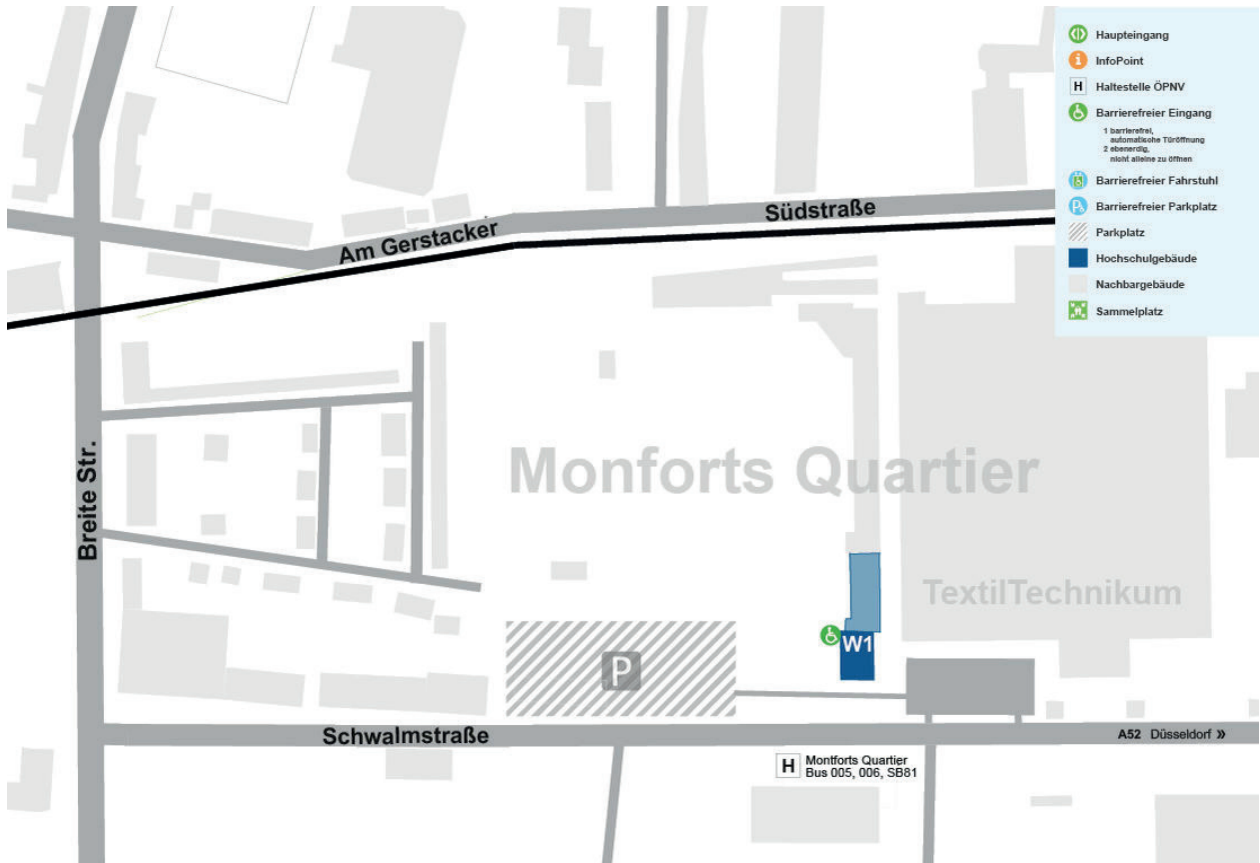 Haupteingang
i
InfoPoint
H
Haltestelle ÖPNV
Barrierefreier Eingang
1 barrierefrei,
automatische Türöffnung
2 ebenerdig,
nicht alleine zu öffnen
Barrierefreier Fahrstuhl
P
Barrierefreier Parkplatz
Parkplatz
Hochschulgebäude
Nachbargebäude
Sammelplatz
Südstraße
Am Gerstacker
Breite Str.
Monforts Quartier
TextilTechnikum
W1
P
Schwalmstraße
A52 Düsseldorf »
H
Montforts Quartier
Bus 005, 006, SB81